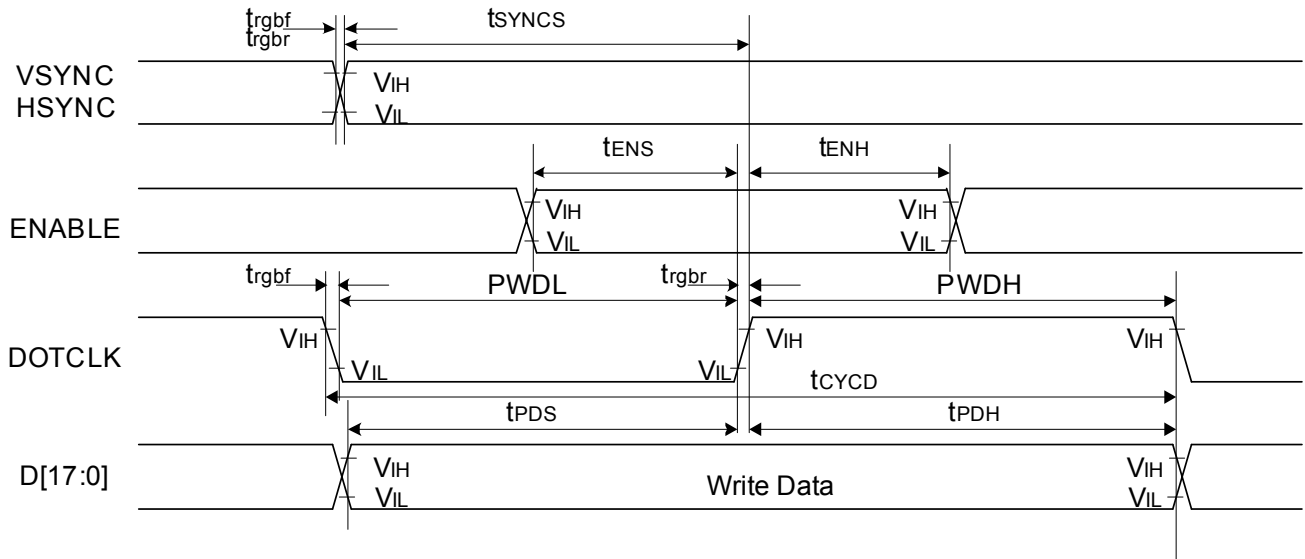 trgbf
trgbr
tSYNCS
VSYNC
HSYNC
VIH
VIL
tENS
tENH
ENABLE
VIH
VIL
VIH
VIL
trgbf
PWDL
trgbr
PWDH
DOTCLK
VIH
VIL
VIL
VIH
VIH
tCYCD
tPDS
tPDH
D[17:0]
VIH
VIL
Write Data
VIH
VIL